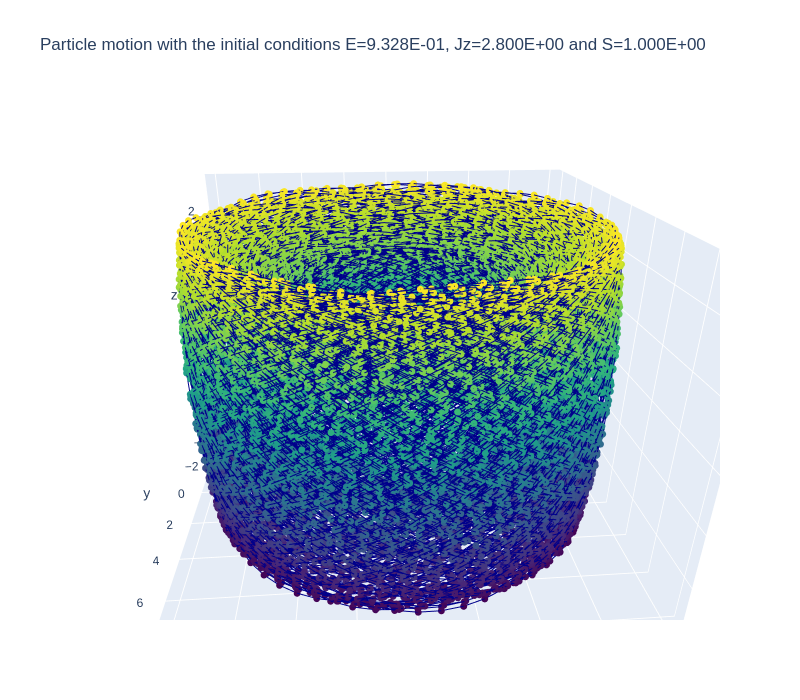 Particle motion with the initial conditions E=9.328E-01, Jz=2.800E+00 and S=1.000E+00
2
z
−2
y
0
2
4
6